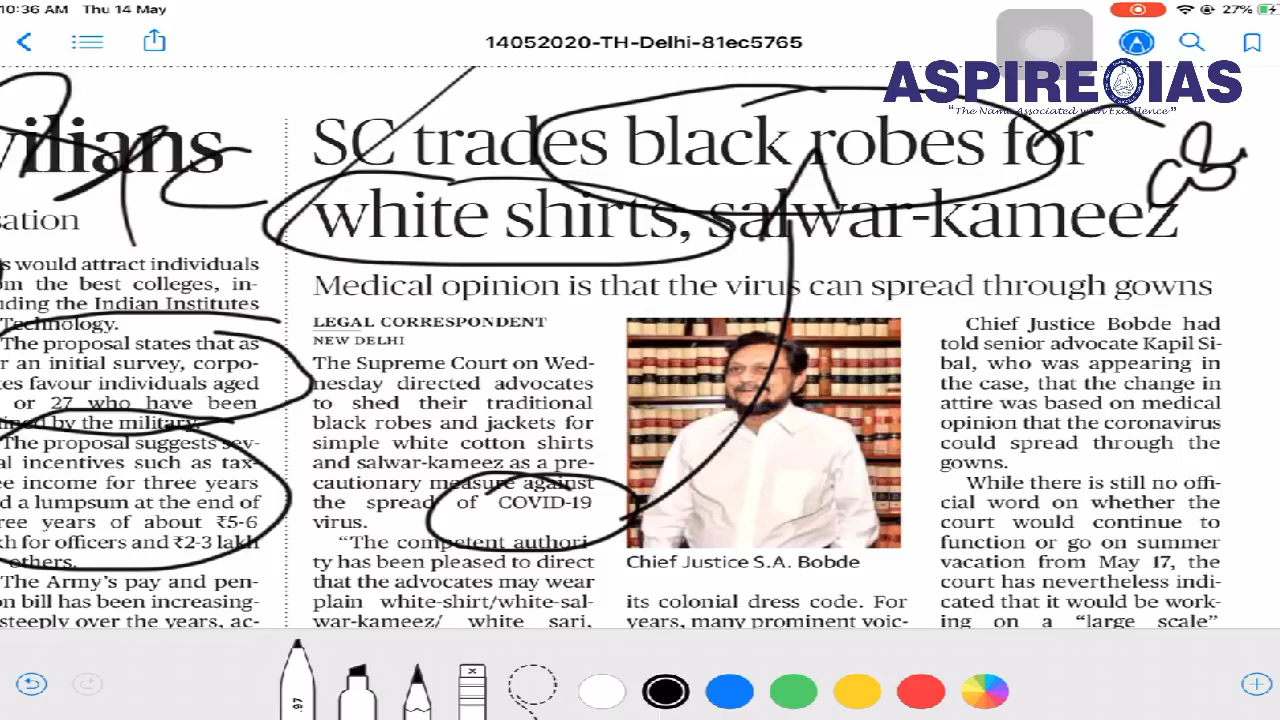 10:36 AM Thu 14 May
27%
14052020-TH-Delhi-81ec5765
ASPIRE IAS
"The Name Associated with Excellence"
vilians
sation
s would attract individuals
m the best colleges, in-
uding the Indian Institutes
Technology.
The proposal states that as
r an initial survey, corpo-
es favour individuals aged
or 27 who have been
ined by the military.
The proposal suggests sev-
al incentives such as tax-
ee income for three years
d a lumpsum at the end of
ree years of about ₹5-6
kh for officers and ₹2-3 lakh
others.
The Army's pay and pen-
on bill has been increasing-
steeply over the years, ac-
SC trades black robes for
white shirts, salwar-kameez
Medical opinion is that the virus can spread through gowns
LEGAL CORRESPONDENT
NEW DELHI
The Supreme Court on Wed-
nesday directed advocates
to shed their traditional
black robes and jackets for
simple white cotton shirts
and salwar-kameez as a pre-
cautionary measure against
the spread of COVID-19
virus.
"The competent authori-
ty has been pleased to direct
that the advocates may wear
plain white-shirt/white-sal-
war-kameez/ white sari,
Chief Justice S.A. Bobde
its colonial dress code. For
years, many prominent voic-
Chief Justice Bobde had
told senior advocate Kapil Si-
bal, who was appearing in
the case, that the change in
attire was based on medical
opinion that the coronavirus
could spread through the
gowns.
While there is still no offi-
cial word on whether the
court would continue to
function or go on summer
vacation from May 17, the
court has nevertheless indi-
cated that it would be work-
ing on a "large scale"